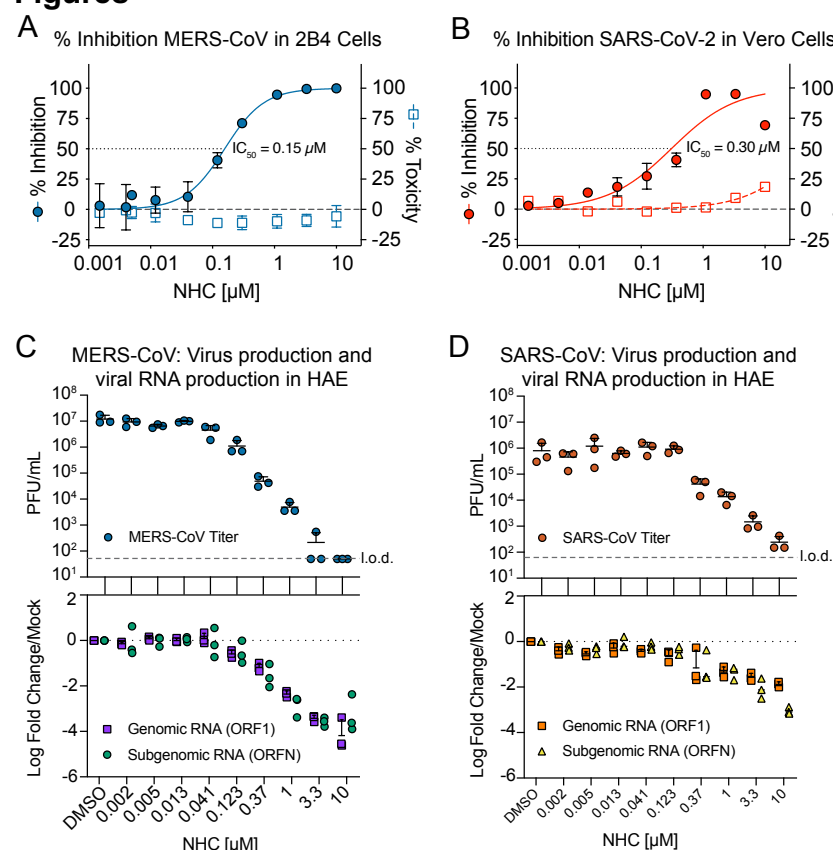 Figures
A
% Inhibition MERS-CoV in 2B4 Cells
100
75
50
25
0
-25
% Inhibition
IC50 = 0.15 µM
100
75
50
25
0
-25
% Toxicity
0.001 0.01 0.1 1 10
NHC [µM]
B
% Inhibition SARS-CoV-2 in Vero Cells
100
75
50
25
0
-25
% Inhibition
IC50 = 0.30 µM
100
75
50
25
0
-25
0.001 0.01 0.1 1 10
NHC [µM]
C
MERS-CoV: Virus production and
viral RNA production in HAE
10^8
10^7
10^6
10^5
10^4
10^3
10^2
10^1
PFU/mL
MERS-CoV Titer
l.o.d.
2
0
-2
-4
-6
Log Fold Change/Mock
Genomic RNA (ORF1)
Subgenomic RNA (ORFN)
DMSO 0.002 0.005 0.013 0.041 0.123 0.37 1 3.3 10
NHC [µM]
D
SARS-CoV: Virus production and
viral RNA production in HAE
10^8
10^7
10^6
10^5
10^4
10^3
10^2
10^1
PFU/mL
SARS-CoV Titer
l.o.d.
2
0
-2
-4
-6
Log Fold Change/Mock
Genomic RNA (ORF1)
Subgenomic RNA (ORFN)
DMSO 0.002 0.005 0.013 0.041 0.123 0.37 1 3.3 10
NHC [µM]